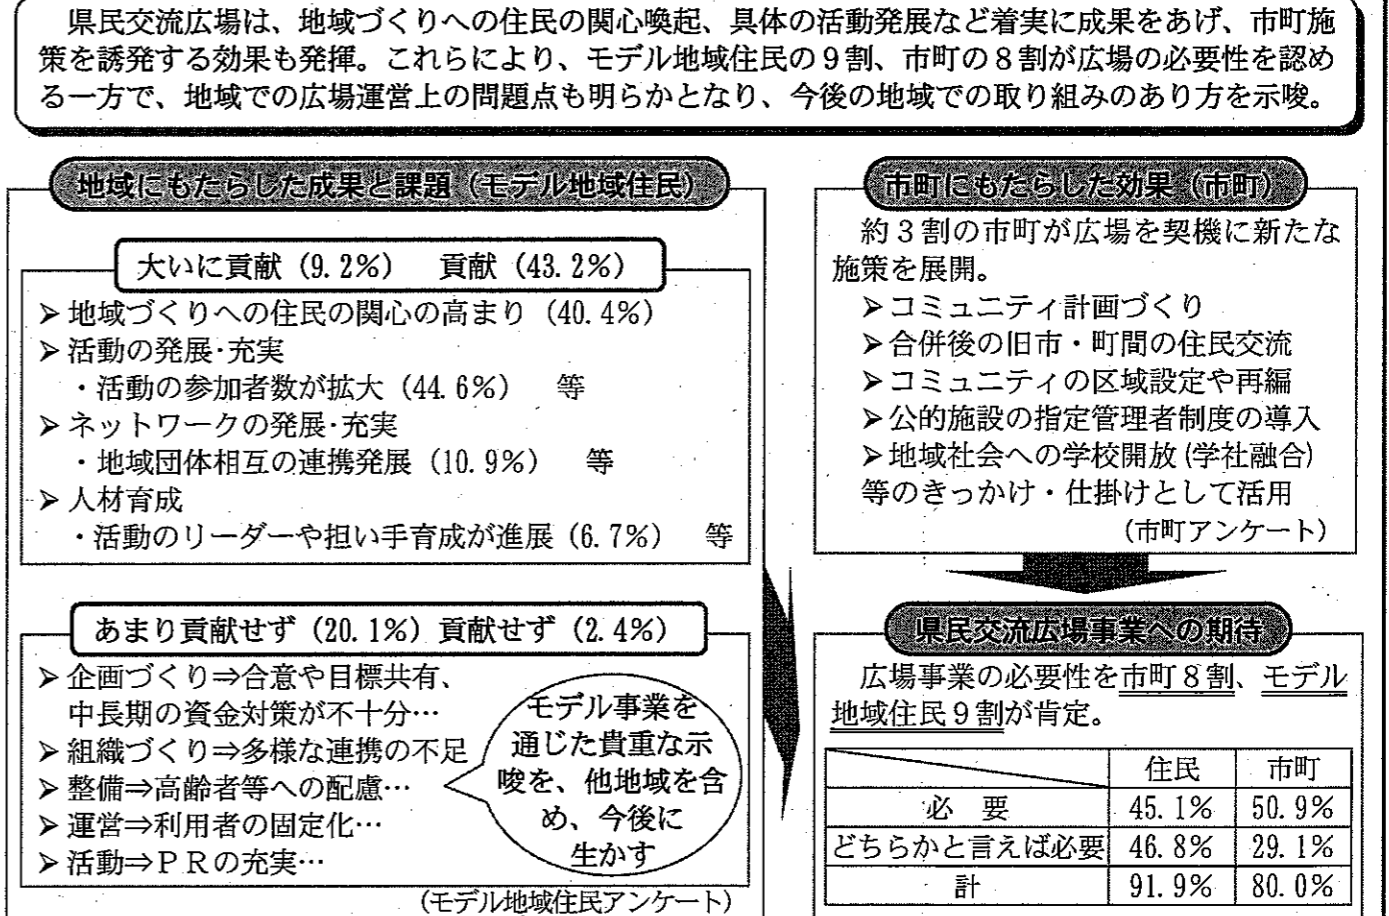 県民交流広場は、地域づくりへの住民の関心喚起、具体の活動発展など着実に成果をあげ、市町施
策を誘発する効果も発揮。これらにより、モデル地域住民の９割、市町の８割が広場の必要性を認め
る一方で、地域での広場運営上の問題点も明らかとなり、今後の地域での取り組みのあり方を示唆。
地域にもたらした成果と課題（モデル地域住民）
大いに貢献（9.2%）　貢献（43.2%）
➢地域づくりへの住民の関心の高まり（40.4%）
➢活動の発展・充実
・活動の参加者数が拡大（44.6%）　等
➢ネットワークの発展・充実
・地域団体相互の連携発展（10.9%）　等
➢人材育成
・活動のリーダーや担い手育成が進展（6.7%）　等
あまり貢献せず（20.1%）貢献せず（2.4%）
➢企画づくり⇒合意や目標共有、
中長期の資金対策が不十分…
➢組織づくり⇒多様な連携の不足
➢整備⇒高齢者等への配慮…
➢運営⇒利用者の固定化…
➢活動⇒ＰＲの充実…
モデル事業を
通じた貴重な示
唆を、他地域を含
め、今後に
生かす
（モデル地域住民アンケート）
市町にもたらした効果（市町）
約３割の市町が広場を契機に新たな
施策を展開。
➢コミュニティ計画づくり
➢合併後の旧市・町間の住民交流
➢コミュニティの区域設定や再編
➢公的施設の指定管理者制度の導入
➢地域社会への学校開放(学社融合)
等のきっかけ・仕掛けとして活用
（市町アンケート）
県民交流広場事業への期待
広場事業の必要性を市町８割、モデル
地域住民９割が肯定。
住民　市町
必　要　45.1%　50.9%
どちらかと言えば必要　46.8%　29.1%
計　91.9%　80.0%